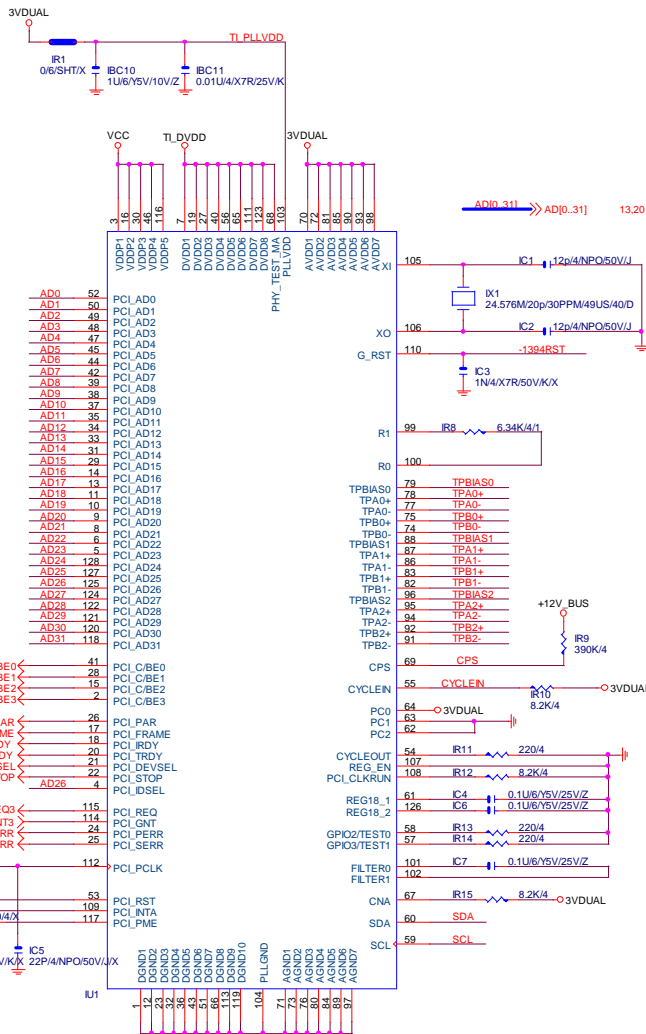 3VDUAL
TI_PLLVDD
IR1
0/6/SHT/X
IBC10
1U/6/Y5V/10V/Z
IBC11
0.01U/4/X7R/25V/K
VCC
TI_DVDD
3VDUAL
3 16 30 46 116 7 19 27 40 56 65 111 123 68 103 70 72 81 85 90 93 98
VDDP1 VDDP2 VDDP3 VDDP4 VDDP5 DVDD1 DVDD2 DVDD3 DVDD4 DVDD5 DVDD6 DVDD7 DVDD8 PHY_TEST_MA PLLVDD AVDD1 AVDD2 AVDD3 AVDD4 AVDD5 AVDD6 AVDD7
AD[0..31] AD[0..31] 13,20
AD0 52 PCI_AD0
AD1 50 PCI_AD1
AD2 49 PCI_AD2
AD3 48 PCI_AD3
AD4 47 PCI_AD4
AD5 45 PCI_AD5
AD6 44 PCI_AD6
AD7 42 PCI_AD7
AD8 39 PCI_AD8
AD9 38 PCI_AD9
AD10 37 PCI_AD10
AD11 35 PCI_AD11
AD12 34 PCI_AD12
AD13 33 PCI_AD13
AD14 31 PCI_AD14
AD15 29 PCI_AD15
AD16 14 PCI_AD16
AD17 13 PCI_AD17
AD18 11 PCI_AD18
AD19 10 PCI_AD19
AD20 9 PCI_AD20
AD21 8 PCI_AD21
AD22 6 PCI_AD22
AD23 5 PCI_AD23
AD24 128 PCI_AD24
AD25 127 PCI_AD25
AD26 125 PCI_AD26
AD27 124 PCI_AD27
AD28 122 PCI_AD28
AD29 121 PCI_AD29
AD30 120 PCI_AD30
AD31 118 PCI_AD31
BE0 41 PCI_C/BE0
BE1 28 PCI_C/BE1
BE2 15 PCI_C/BE2
BE3 2 PCI_C/BE3
AR 26 PCI_PAR
ME 17 PCI_FRAME
DY 18 PCI_IRDY
DY 20 PCI_TRDY
SEL 21 PCI_DEVSEL
TOP 22 PCI_STOP
AD26 4 PCI_IDSEL
EQ3 115 PCI_REQ
NT3 114 PCI_GNT
RR 24 PCI_PERR
RR 25 PCI_SERR
112 PCI_PCLK
53 PCI_RST
109 PCI_INTA
117 PCI_PME
0/4/X
IC5
V/K/X 22P/4/NPO/50V/J/X
XI 105 IC1 12p/4/NPO/50V/J
IX1
24.576M/20p/30PPM/49US/40/D
XO 106 IC2 12p/4/NPO/50V/J
G_RST 110 -1394RST
IC3
1N/4/X7R/50V/K/X
R1 99 IR8 6.34K/4/1
R0 100
TPBIAS0 79 TPBIAS0
TPA0+ 78 TPA0+
TPA0- 77 TPA0-
TPB0+ 75 TPB0+
TPB0- 74 TPB0-
TPBIAS1 88 TPBIAS1
TPA1+ 87 TPA1+
TPA1- 86 TPA1-
TPB1+ 83 TPB1+
TPB1- 82 TPB1-
TPBIAS2 96 TPBIAS2
TPA2+ 95 TPA2+
TPA2- 94 TPA2-
TPB2+ 92 TPB2+
TPB2- 91 TPB2-
+12V_BUS
IR9
390K/4
CPS 69 CPS
CYCLEIN 55 CYCLEIN
IR10
8.2K/4
3VDUAL
PC0 64 3VDUAL
PC1 63
PC2 62
CYCLEOUT 54 IR11 220/4
REG_EN 107
PCI_CLKRUN 108 IR12 8.2K/4
REG18_1 61 IC4 0.1U/6/Y5V/25V/Z
REG18_2 126 IC6 0.1U/6/Y5V/25V/Z
GPIO2/TEST0 58 IR13 220/4
GPIO3/TEST1 57 IR14 220/4
FILTER0 101 IC7 0.1U/6/Y5V/25V/Z
FILTER1 102
CNA 67 IR15 8.2K/4 3VDUAL
SDA 60 SDA
SCL 59 SCL
DGND1 DGND2 DGND3 DGND4 DGND5 DGND6 DGND7 DGND8 DGND9 DGND10 PLLGND AGND1 AGND2 AGND3 AGND4 AGND5 AGND6 AGND7
IU1
1 12 23 32 36 43 51 66 113 119 104 71 73 76 80 84 89 97